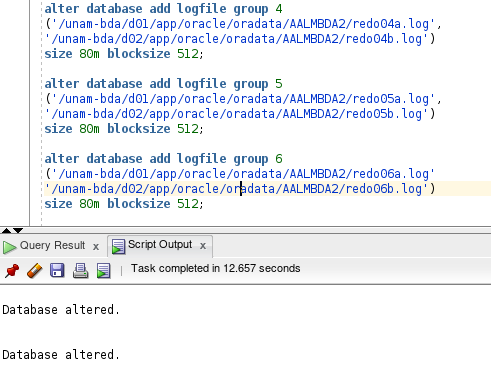 alter database add logfile group 4
('/unam-bda/d01/app/oracle/oradata/AALMBDA2/redo04a.log',
'/unam-bda/d02/app/oracle/oradata/AALMBDA2/redo04b.log')
size 80m blocksize 512;
alter database add logfile group 5
('/unam-bda/d01/app/oracle/oradata/AALMBDA2/redo05a.log',
'/unam-bda/d02/app/oracle/oradata/AALMBDA2/redo05b.log')
size 80m blocksize 512;
alter database add logfile group 6
('/unam-bda/d01/app/oracle/oradata/AALMBDA2/redo06a.log'
'/unam-bda/d02/app/oracle/oradata/AALMBDA2/redo06b.log')
size 80m blocksize 512;
Query Result x Script Output x
Task completed in 12.657 seconds
Database altered.
Database altered.